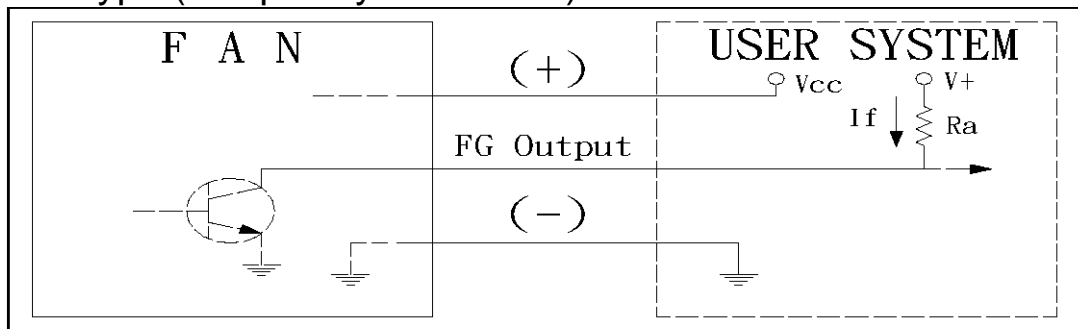 F A N
USER SYSTEM
(+)
Vcc
V+
If
Ra
FG Output
(-)